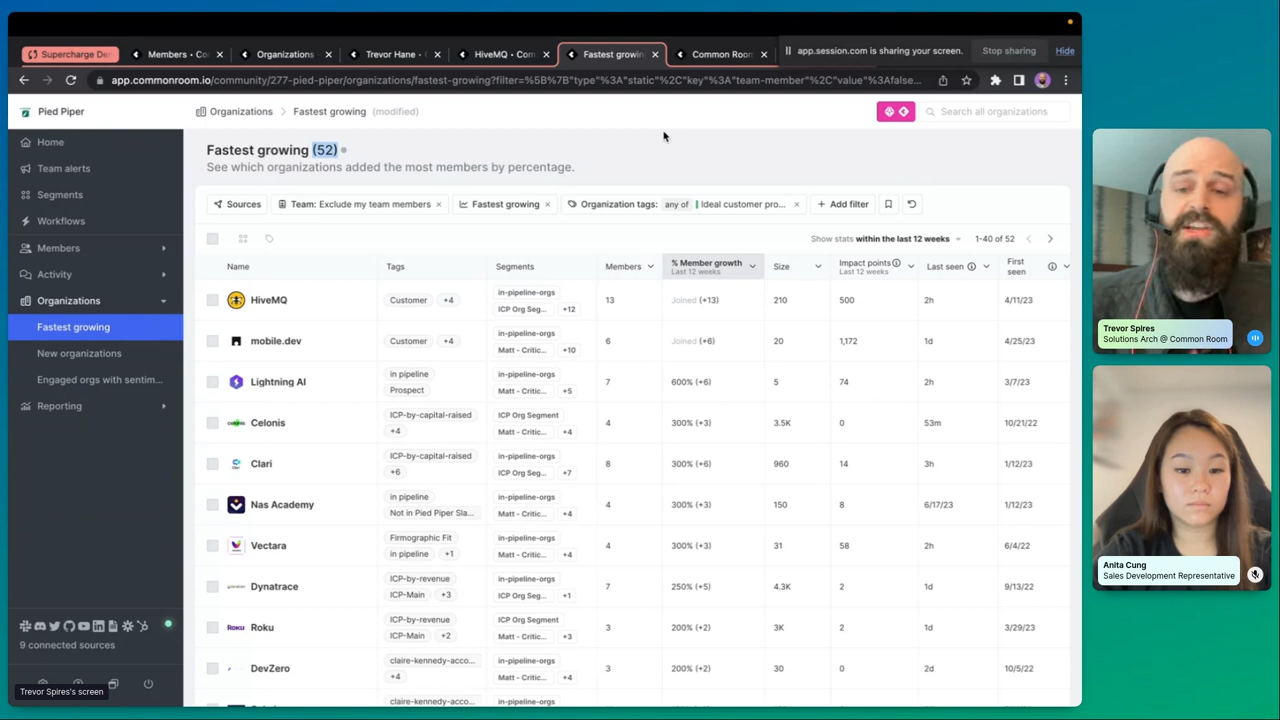 Supercharge Der
Members • Co
Organizations
Trevor Hane •
HiveMQ • Com
Fastest growin
Common Room
app.session.com is sharing your screen.
Stop sharing
Hide
app.commonroom.io/community/277-pied-piper/organizations/fastest-growing?filter=%5B%7B"type"%3A"static"%2C"key"%3A"team-member"%2C"value"%3Afalse...
Pied Piper
Organizations
Fastest growing (modified)
Search all organizations
Home
Team alerts
Segments
Workflows
Members
Activity
Organizations
Fastest growing
New organizations
Engaged orgs with sentim...
Reporting
9 connected sources
Trevor Spires's screen
Fastest growing (52)
See which organizations added the most members by percentage.
Sources
Team: Exclude my team members
Fastest growing
Organization tags: any of Ideal customer pro...
Add filter
Show stats within the last 12 weeks
1-40 of 52
Name Tags Segments Members % Member growth Last 12 weeks Size Impact points Last 12 weeks Last seen First seen
HiveMQ Customer +4 in-pipeline-orgs ICP Org Seg... +12 13 Joined (+13) 210 500 2h 4/11/23
mobile.dev Customer +4 in-pipeline-orgs Matt - Critic... +10 6 Joined (+6) 20 1,172 1d 4/25/23
Lightning AI in pipeline Prospect in-pipeline-orgs Matt - Critic... +5 7 600% (+6) 5 74 2h 3/7/23
Celonis ICP-by-capital-raised +4 ICP Org Segment Matt - Critic... +4 4 300% (+3) 3.5K 0 53m 10/21/22
Clari ICP-by-capital-raised +6 in-pipeline-orgs ICP Org Seg... +7 8 300% (+6) 960 14 3h 1/12/23
Nas Academy in pipeline Not in Pied Piper Sla... in-pipeline-orgs Matt - Critic... +4 4 300% (+3) 150 8 6/17/23 1/12/23
Vectara Firmographic Fit in pipeline +1 in-pipeline-orgs Matt - Critic... +4 4 300% (+3) 31 58 2h 6/4/22
Dynatrace ICP-by-revenue ICP-Main +3 in-pipeline-orgs ICP Org Seg... +1 7 250% (+5) 4.3K 2 1d 9/13/22
Roku ICP-by-revenue ICP-Main +2 ICP Org Segment Matt - Critic... +3 3 200% (+2) 3K 2 1d 3/29/23
DevZero claire-kennedy-acco... +4 in-pipeline-orgs Matt - Critic... +4 3 200% (+2) 30 0 2d 10/5/22
claire-kennedy-acco... in-pipeline-orgs
Trevor Spires
Solutions Arch @ Common Room
Anita Cung
Sales Development Representative